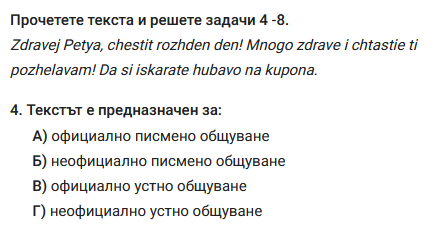 Прочетете текста и решете задачи 4 -8.
Zdravej Petya, chestit rozhden den! Mnogo zdrave i chtastie ti
pozhelavam! Da si iskarate hubavo na kupona.
4. Текстът е предназначен за:
А) официално писмено общуване
Б) неофициално писмено общуване
В) официално устно общуване
Г) неофициално устно общуване